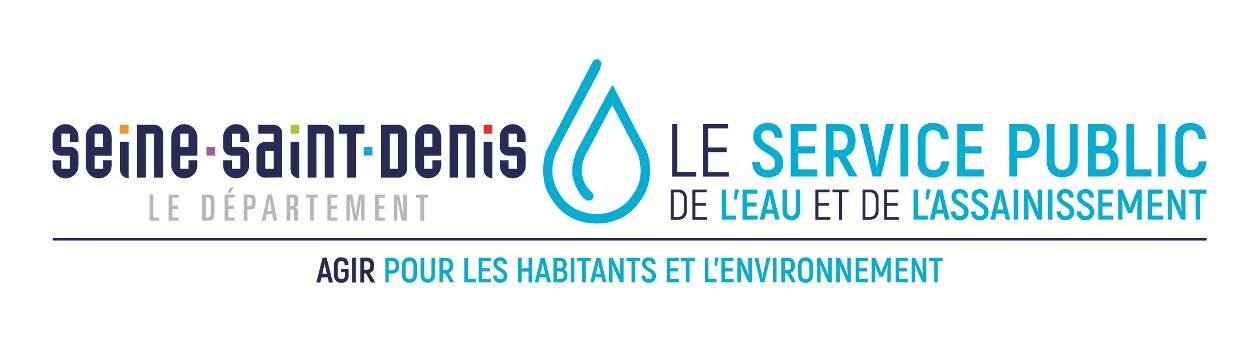 seine·saint·denis
LE DÉPARTEMENT
LE SERVICE PUBLIC
DE L'EAU ET DE L'ASSAINISSEMENT
AGIR POUR LES HABITANTS ET L'ENVIRONNEMENT